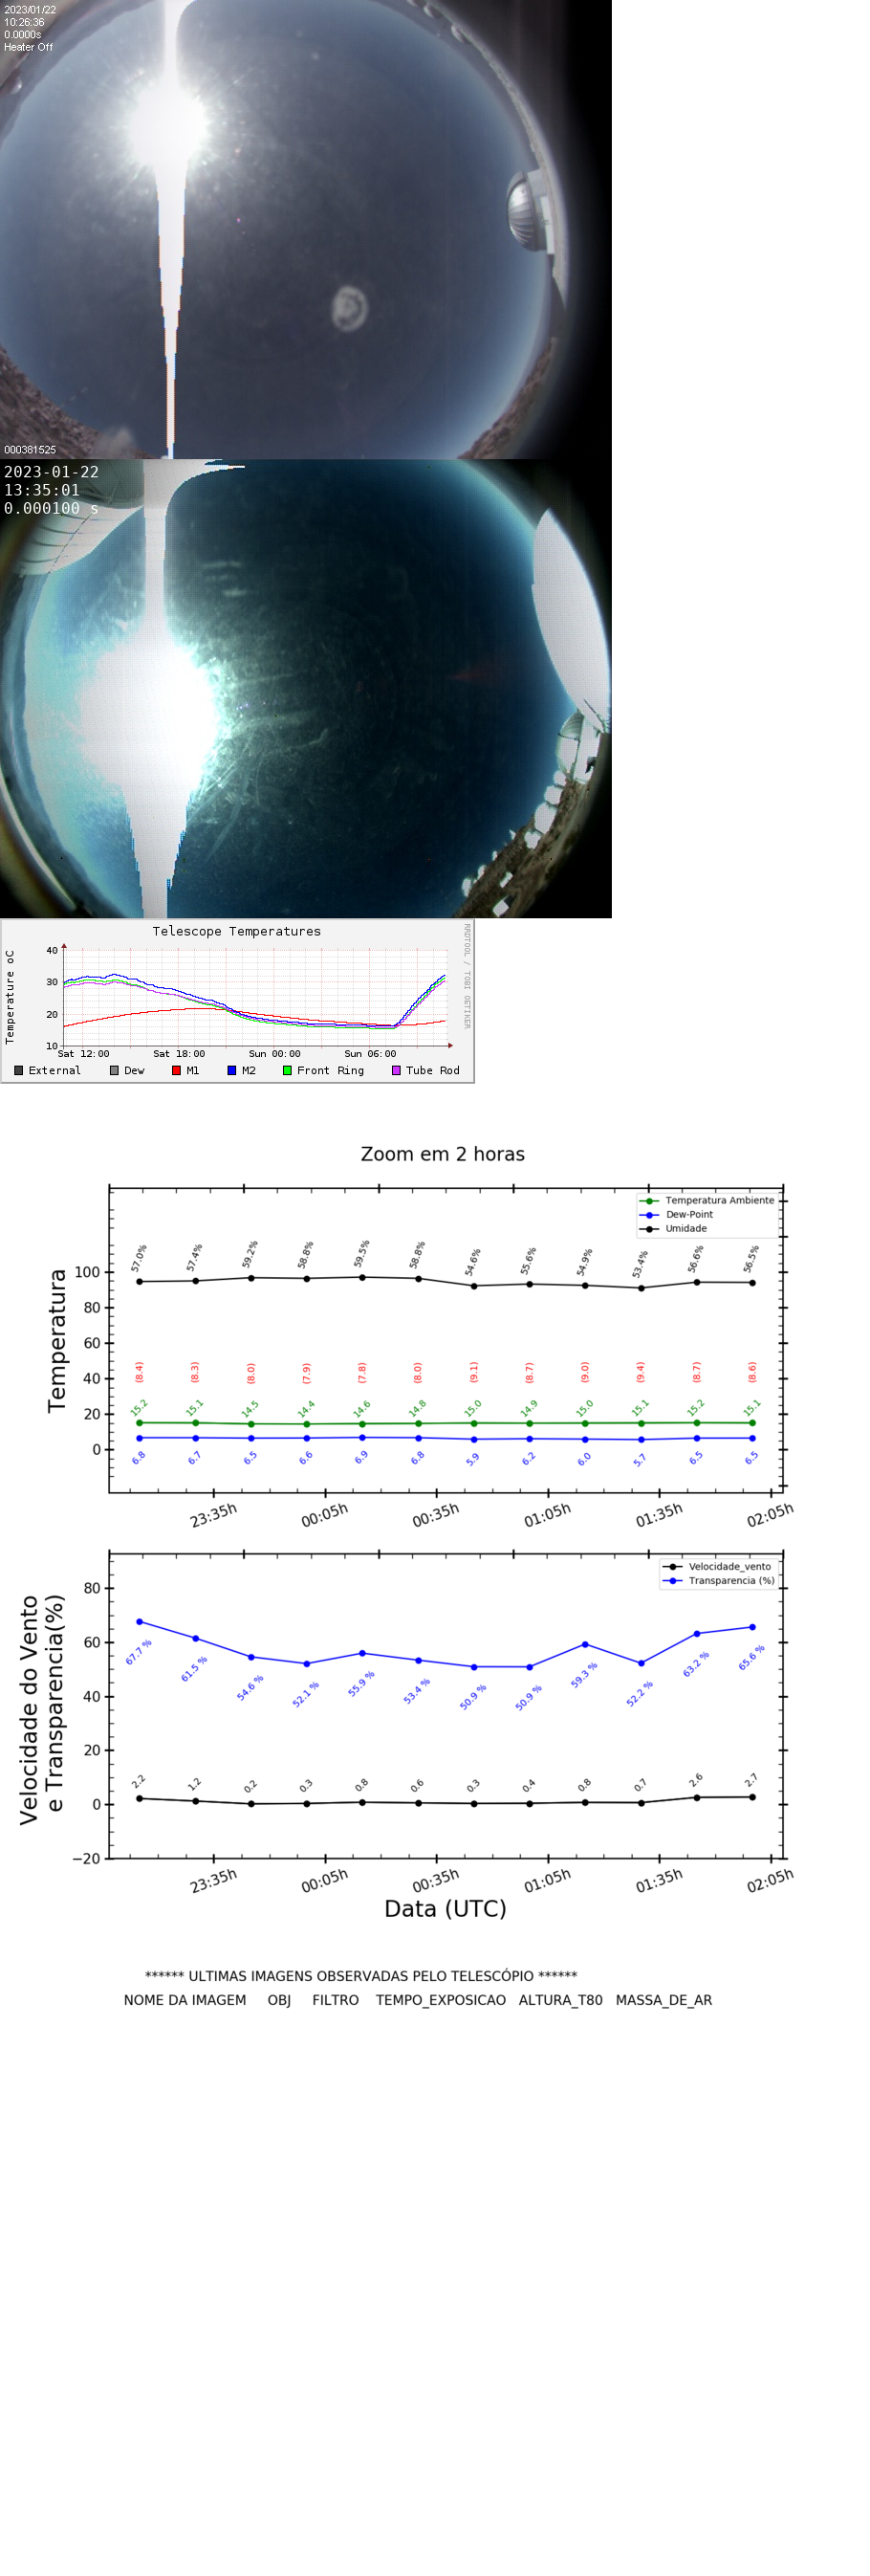 2023/01/22
10:26:36
0.0000s
Heater Off
000381525
2023-01-22
13:35:01
0.000100 s
Telescope Temperatures
RRDTOOL / TOBI OETIKER
Temperature oC
40
30
20
10
Sat 12:00 Sat 18:00 Sun 00:00 Sun 06:00
External Dew M1 M2 Front Ring Tube Rod
Zoom em 2 horas
Temperatura Ambiente
Dew-Point
Umidade
Temperatura
100
80
60
40
20
0
57.0% 57.4% 59.2% 58.8% 59.5% 58.8% 54.6% 55.6% 54.9% 53.4% 56.6% 56.5%
(8.4) (8.3) (8.0) (7.9) (7.8) (8.0) (9.1) (8.7) (9.0) (9.4) (8.7) (8.6)
15.2 15.1 14.5 14.4 14.6 14.8 15.0 14.9 15.0 15.1 15.2 15.1
6.8 6.7 6.5 6.6 6.9 6.8 5.9 6.2 6.0 5.7 6.5 6.5
23:35h 00:05h 00:35h 01:05h 01:35h 02:05h
Velocidade_vento
Transparencia (%)
Velocidade do Vento
e Transparencia(%)
80
60
40
20
0
−20
67.7 % 61.5 % 54.6 % 52.1 % 55.9 % 53.4 % 50.9 % 50.9 % 59.3 % 52.2 % 63.2 % 65.6 %
2.2 1.2 0.2 0.3 0.8 0.6 0.3 0.4 0.8 0.7 2.6 2.7
23:35h 00:05h 00:35h 01:05h 01:35h 02:05h
Data (UTC)
****** ULTIMAS IMAGENS OBSERVADAS PELO TELESCÓPIO ******
NOME DA IMAGEM OBJ FILTRO TEMPO_EXPOSICAO ALTURA_T80 MASSA_DE_AR